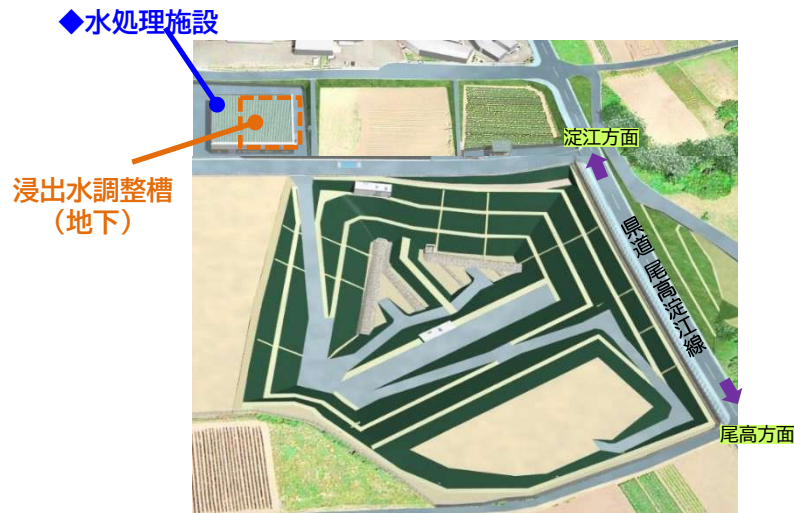 ◆水処理施設
淀江方面
浸出水調整槽
（地下）
県道 尾高淀江線
尾高方面